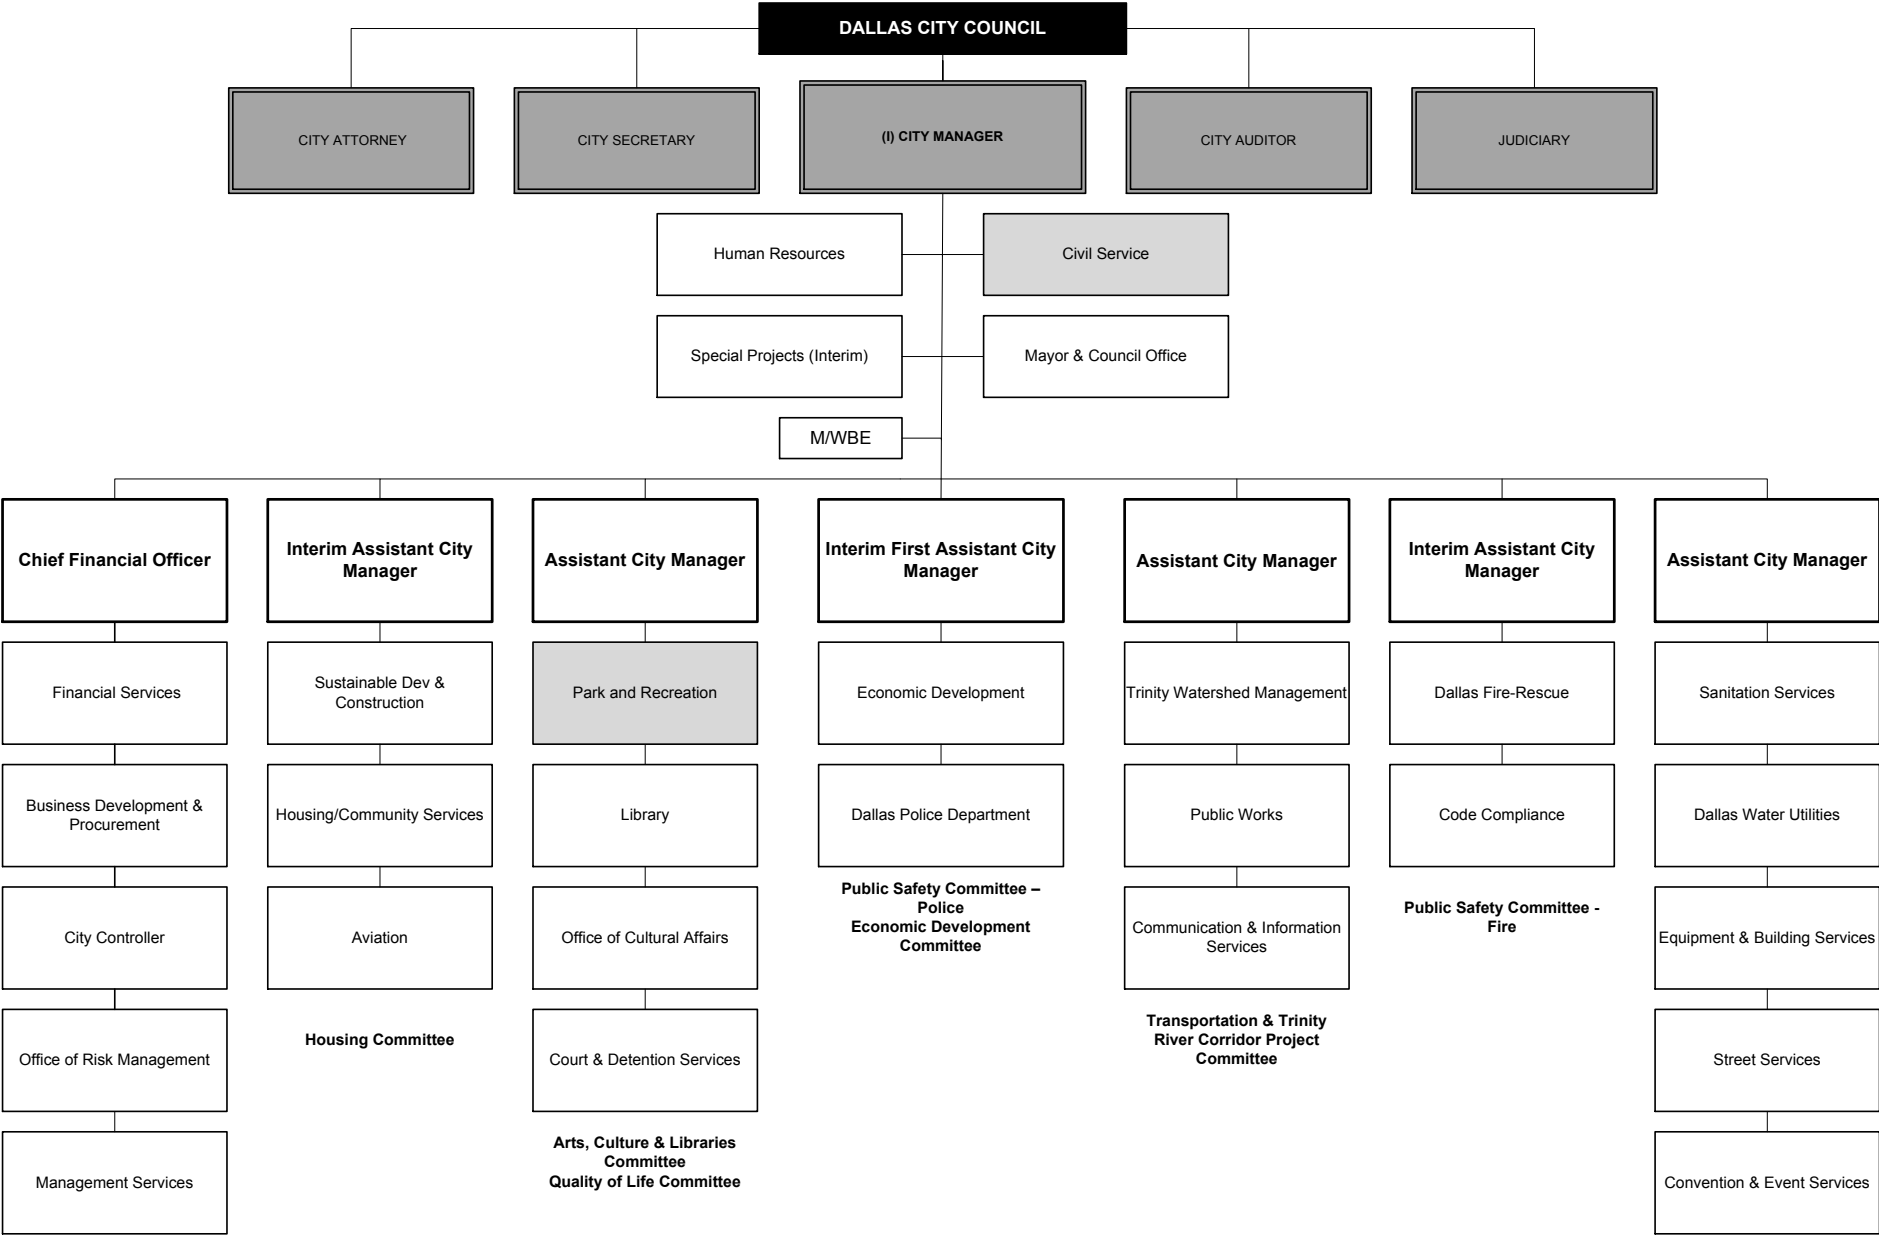 DALLAS CITY COUNCIL
CITY ATTORNEY
CITY SECRETARY
(I) CITY MANAGER
CITY AUDITOR
JUDICIARY
Human Resources
Civil Service
Special Projects (Interim)
Mayor & Council Office
M/WBE
Chief Financial Officer
Interim Assistant City
Manager
Assistant City Manager
Interim First Assistant City
Manager
Assistant City Manager
Interim Assistant City
Manager
Assistant City Manager
Financial Services
Sustainable Dev &
Construction
Park and Recreation
Economic Development
Trinity Watershed Management
Dallas Fire-Rescue
Sanitation Services
Business Development &
Procurement
Housing/Community Services
Library
Dallas Police Department
Public Works
Code Compliance
Dallas Water Utilities
City Controller
Aviation
Office of Cultural Affairs
Public Safety Committee –
Police
Economic Development
Committee
Communication & Information
Services
Public Safety Committee -
Fire
Equipment & Building Services
Office of Risk Management
Housing Committee
Court & Detention Services
Transportation & Trinity
River Corridor Project
Committee
Street Services
Management Services
Arts, Culture & Libraries
Committee
Quality of Life Committee
Convention & Event Services